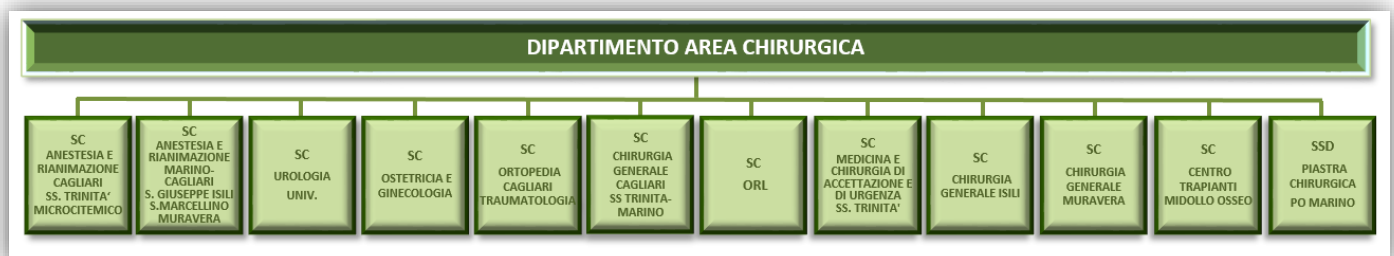 DIPARTIMENTO AREA CHIRURGICA
SC
ANESTESIA E
RIANIMAZIONE
CAGLIARI
SS. TRINITA'
MICROCITEMICO
SC
ANESTESIA E
RIANIMAZIONE
MARINO-
CAGLIARI
S. GIUSEPPE ISILI
S.MARCELLINO
MURAVERA
SC
UROLOGIA
UNIV.
SC
OSTETRICIA E
GINECOLOGIA
SC
ORTOPEDIA
CAGLIARI
TRAUMATOLOGIA
SC
CHIRURGIA
GENERALE
CAGLIARI
SS TRINITA-
MARINO
SC
ORL
SC
MEDICINA E
CHIRURGIA DI
ACCETTAZIONE E
DI URGENZA
SS. TRINITA'
SC
CHIRURGIA
GENERALE ISILI
SC
CHIRURGIA
GENERALE
MURAVERA
SC
CENTRO
TRAPIANTI
MIDOLLO OSSEO
SSD
PIASTRA
CHIRURGICA
PO MARINO